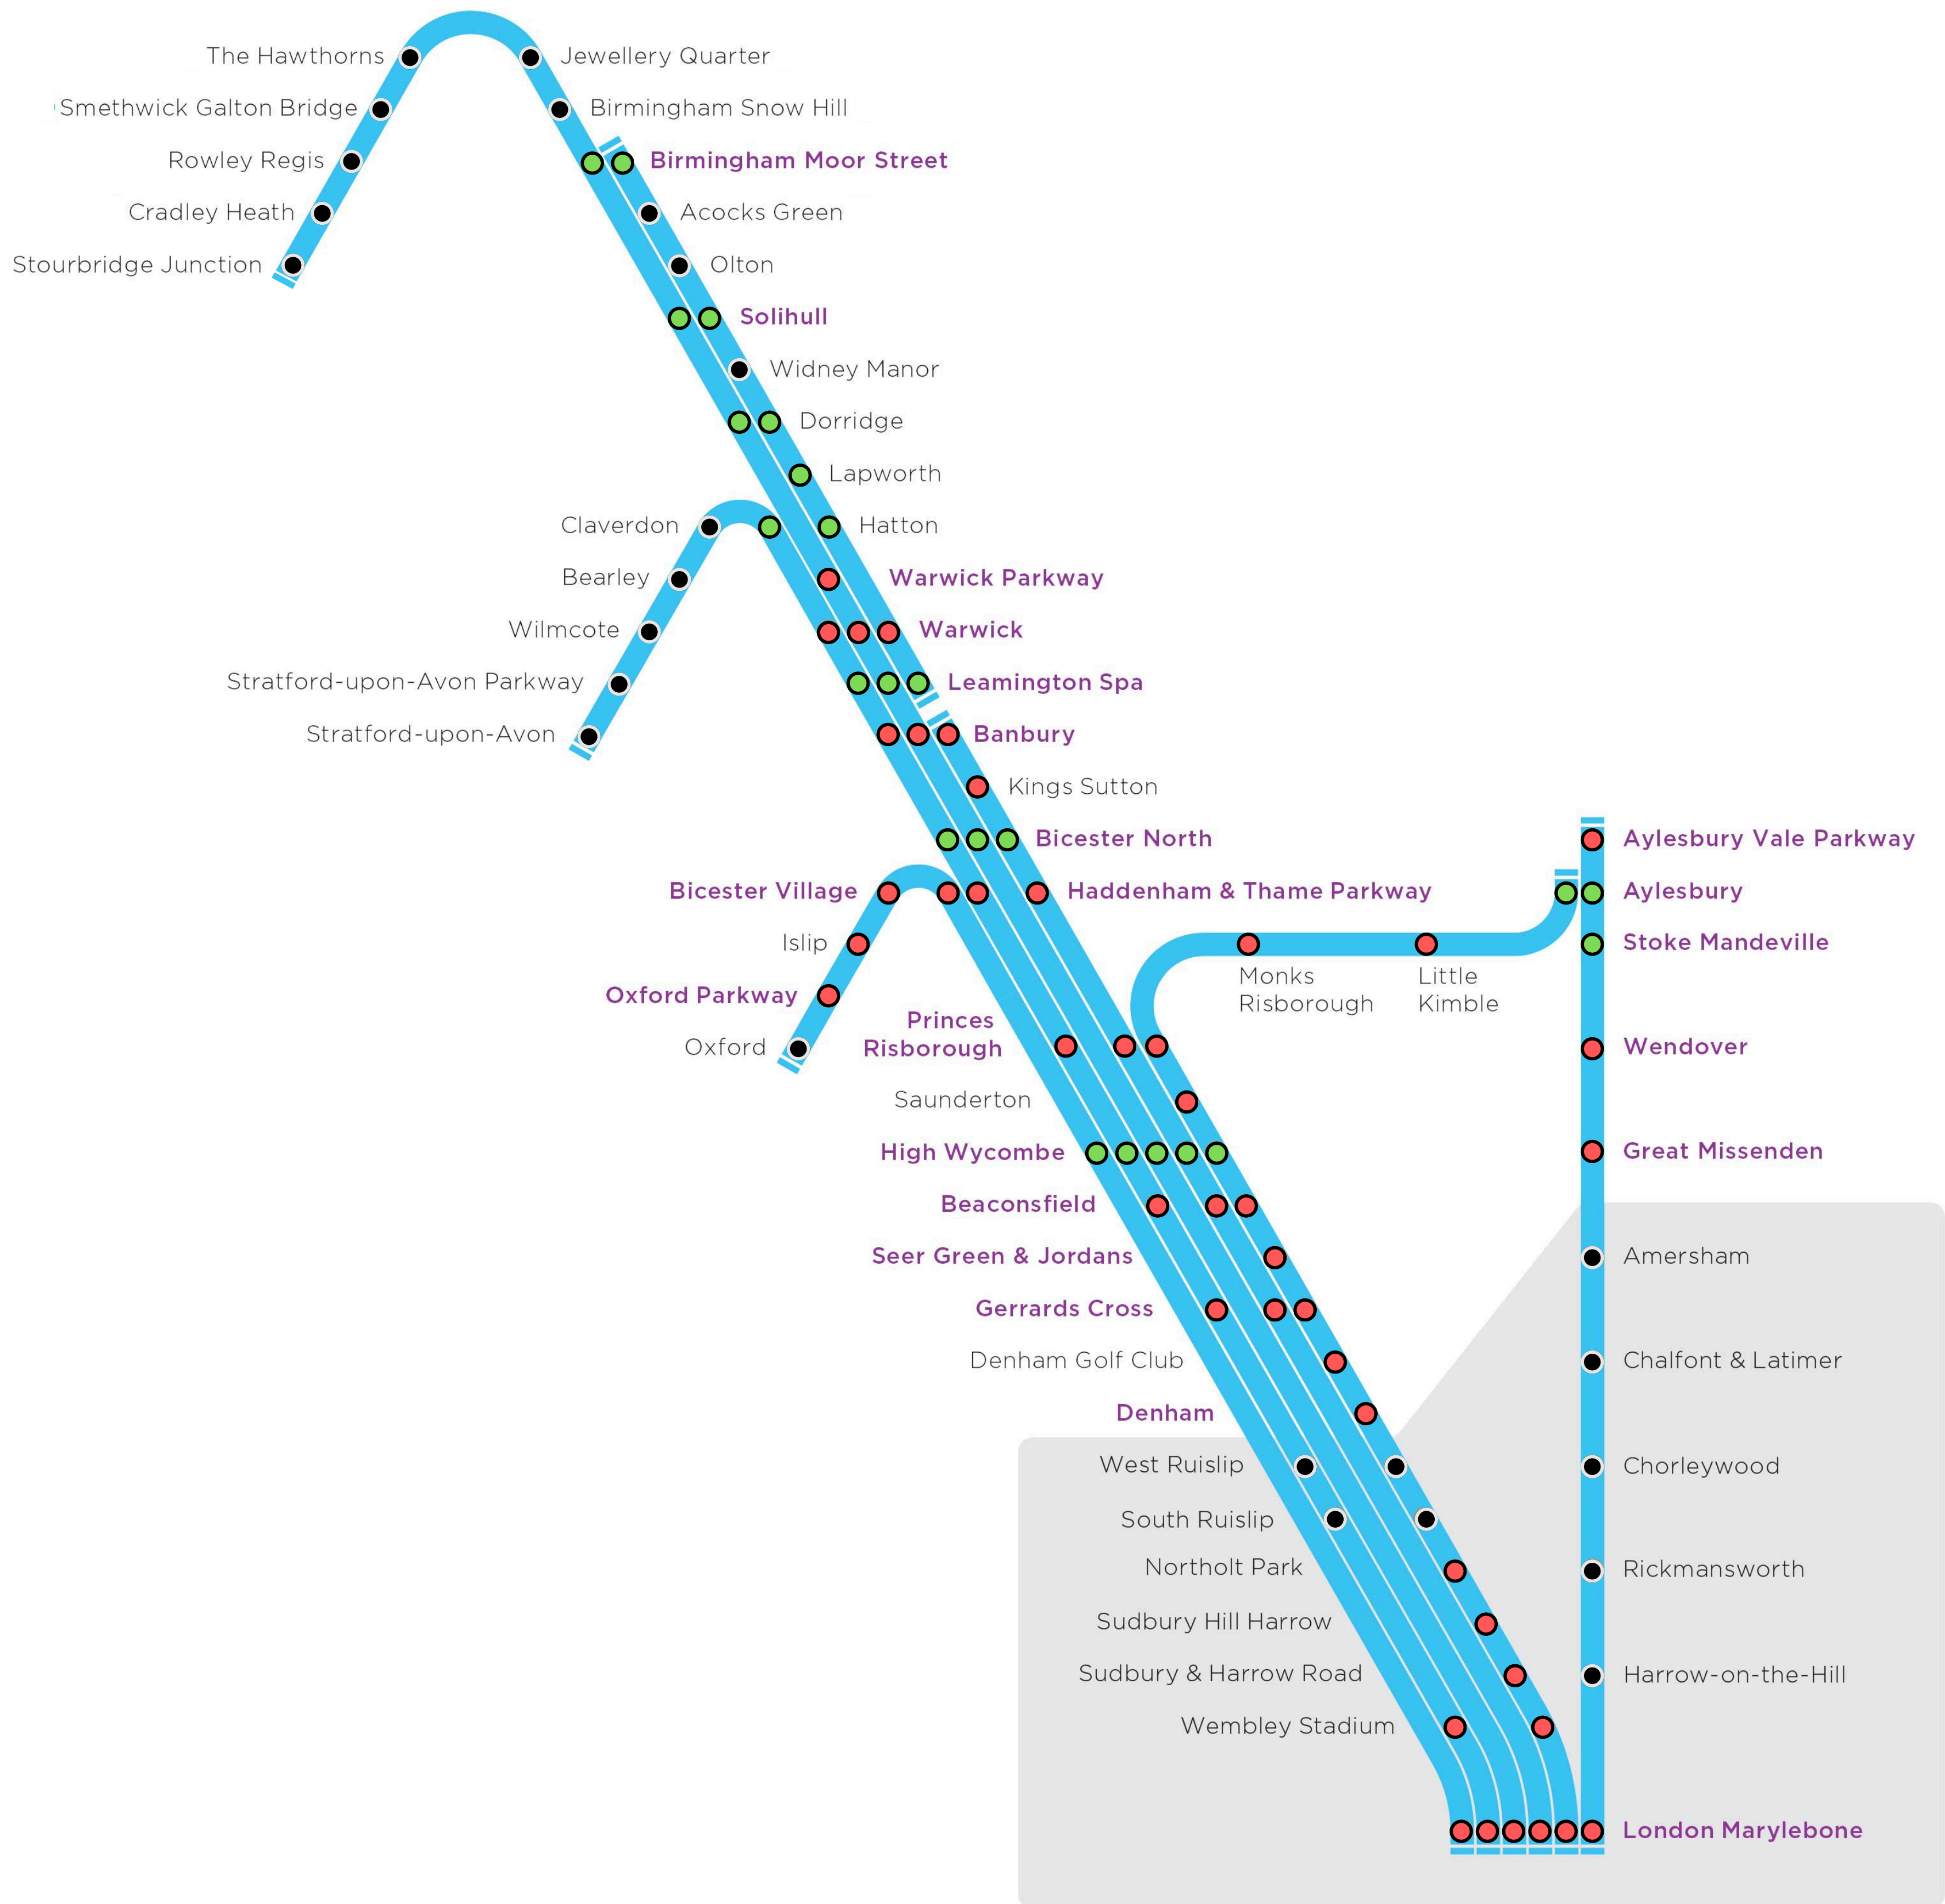 The Hawthorns
Jewellery Quarter
Smethwick Galton Bridge
Birmingham Snow Hill
Rowley Regis
Birmingham Moor Street
Cradley Heath
Acocks Green
Stourbridge Junction
Olton
Solihull
Widney Manor
Dorridge
Lapworth
Claverdon
Hatton
Bearley
Warwick Parkway
Wilmcote
Warwick
Stratford-upon-Avon Parkway
Leamington Spa
Stratford-upon-Avon
Banbury
Kings Sutton
Bicester North
Aylesbury Vale Parkway
Bicester Village
Haddenham & Thame Parkway
Aylesbury
Islip
Stoke Mandeville
Monks
Risborough
Little
Kimble
Oxford Parkway
Princes
Risborough
Oxford
Wendover
Saunderton
High Wycombe
Great Missenden
Beaconsfield
Seer Green & Jordans
Amersham
Gerrards Cross
Denham Golf Club
Chalfont & Latimer
Denham
West Ruislip
Chorleywood
South Ruislip
Northolt Park
Rickmansworth
Sudbury Hill Harrow
Sudbury & Harrow Road
Harrow-on-the-Hill
Wembley Stadium
London Marylebone